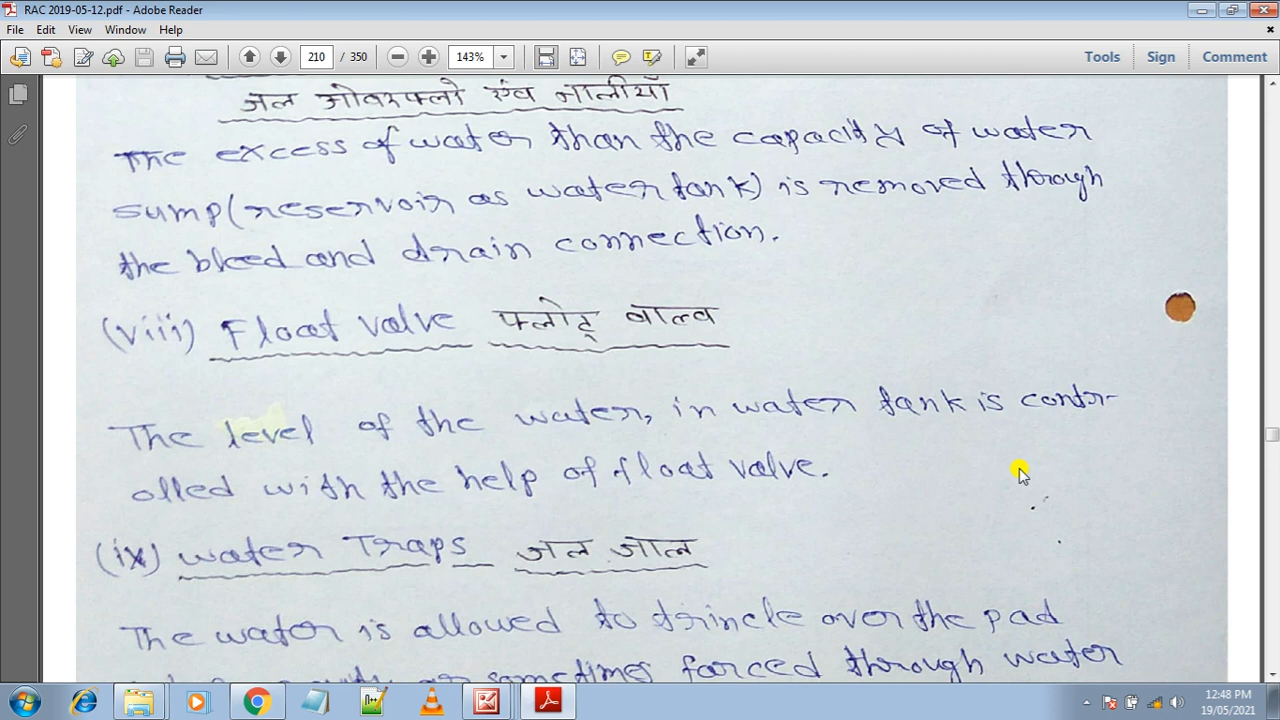 RAC 2019-05-12.pdf - Adobe Reader
File Edit View Window Help
210 / 350 143% Tools Sign Comment
जल ओवरफ्लो एंव नालीयाँ
The excess of water than the capacity of water
sump(reservoir as water tank) is removed through
the bleed and drain connection.
(viii) Float valve फ्लोट् वाल्व
The level of the water, in water tank is contr-
olled with the help of float valve.
(ix) water Traps जल जाल
The water is allowed to trincle over the pad
sometimes forced through water
12:48 PM
19/05/2021